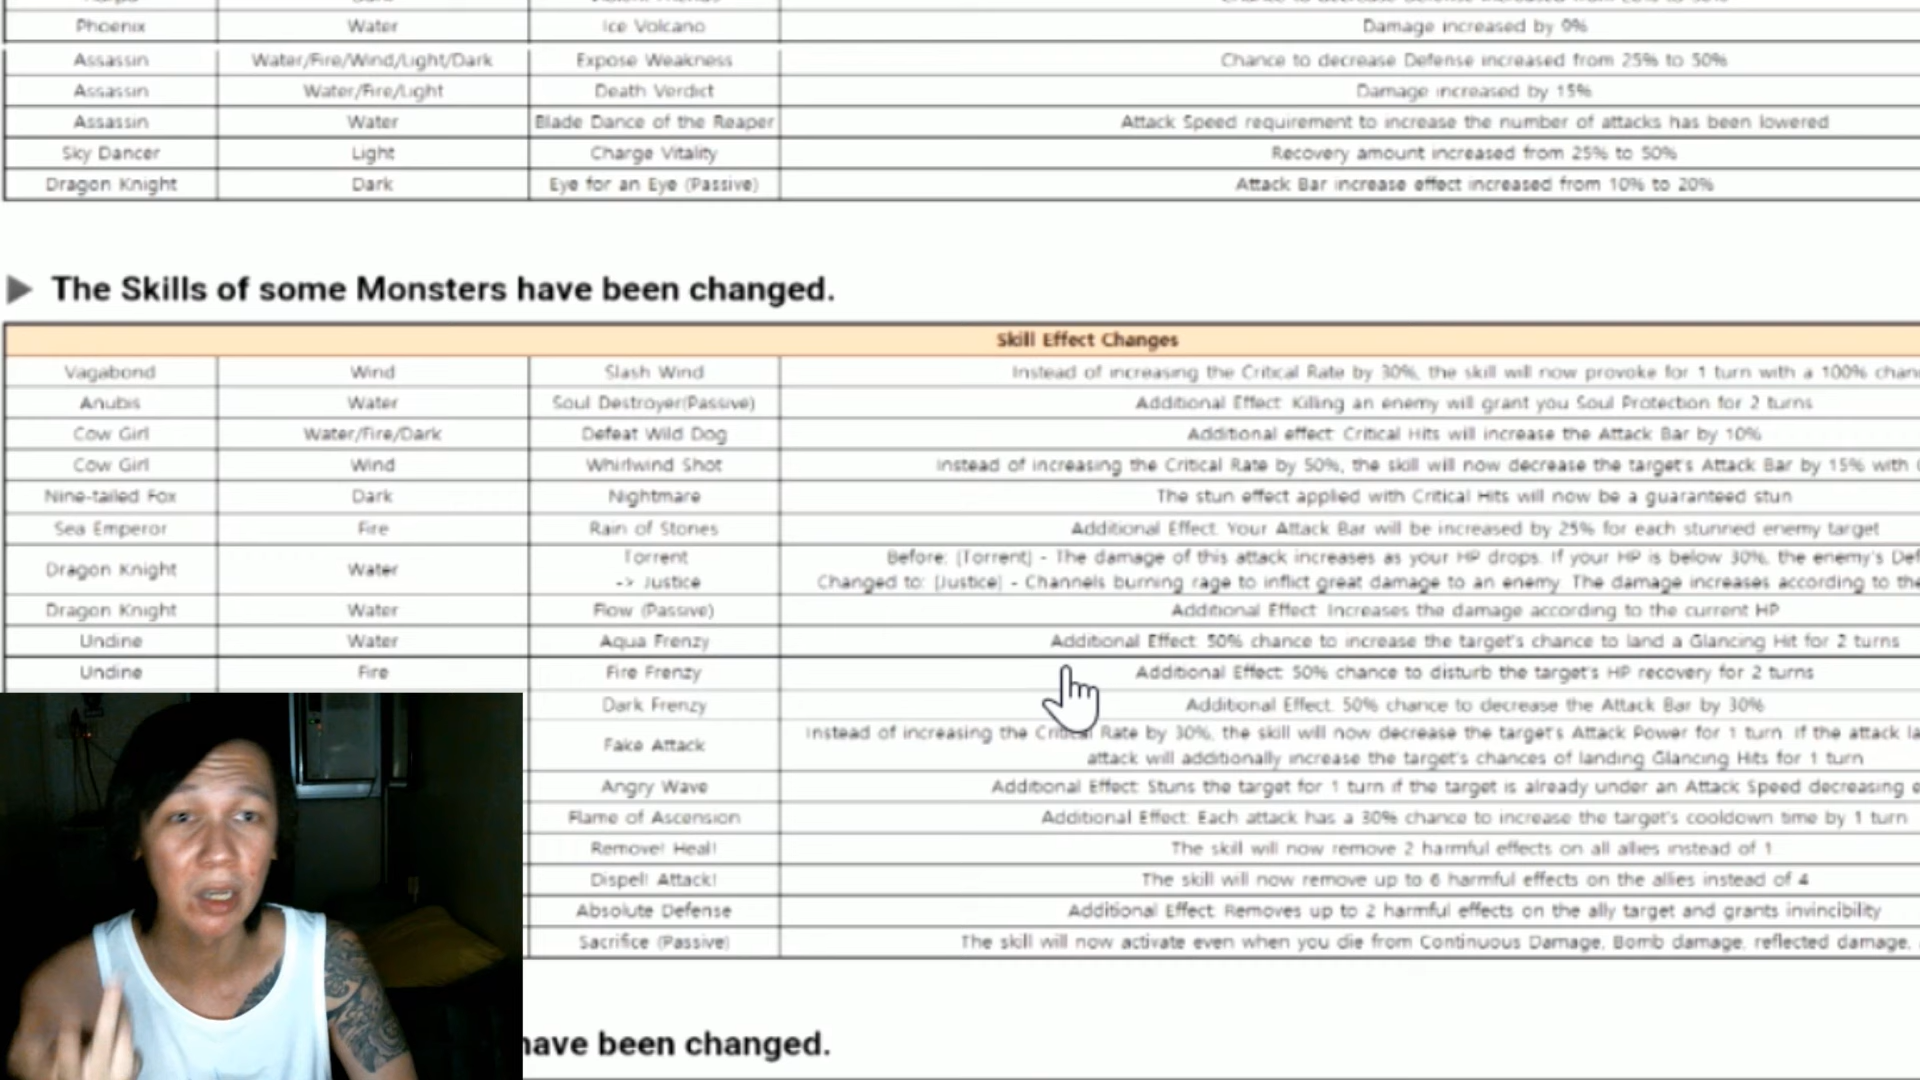 Phoenix Water Ice Volcano Damage increased by 9%
Assassin Water/Fire/Wind/Light/Dark Expose Weakness Chance to decrease Defense increased from 25% to 50%
Assassin Water/Fire/Light Death Verdict Damage increased by 15%
Assassin Water Blade Dance of the Reaper Attack Speed requirement to increase the number of attacks has been lowered
Sky Dancer Light Charge Vitality Recovery amount increased from 25% to 50%
Dragon Knight Dark Eye for an Eye (Passive) Attack Bar increase effect increased from 10% to 20%
The Skills of some Monsters have been changed.
Skill Effect Changes
Vagabond Wind Slash Wind Instead of increasing the Critical Rate by 30%, the skill will now provoke for 1 turn with a 100% chan
Anubis Water Soul Destroyer(Passive) Additional Effect: Killing an enemy will grant you Soul Protection for 2 turns
Cow Girl Water/Fire/Dark Defeat Wild Dog Additional effect: Critical Hits will increase the Attack Bar by 10%
Cow Girl Wind Whirlwind Shot Instead of increasing the Critical Rate by 50%, the skill will now decrease the target's Attack Bar by 15% with
Nine-tailed Fox Dark Nightmare The stun effect applied with Critical Hits will now be a guaranteed stun
Sea Emperor Fire Rain of Stones Additional Effect: Your Attack Bar will be increased by 25% for each stunned enemy target
Dragon Knight Water Torrent Before: [Torrent] - The damage of this attack increases as your HP drops. If your HP is below 30%, the enemy's Def
-> Justice Changed to: [Justice] - Channels burning rage to inflict great damage to an enemy. The damage increases according to the
Dragon Knight Water Flow (Passive) Additional Effect: Increases the damage according to the current HP
Undine Water Aqua Frenzy Additional Effect: 50% chance to increase the target's chance to land a Glancing Hit for 2 turns
Undine Fire Fire Frenzy Additional Effect: 50% chance to disturb the target's HP recovery for 2 turns
Dark Frenzy Additional Effect: 50% chance to decrease the Attack Bar by 30%
Fake Attack Instead of increasing the Critical Rate by 30%, the skill will now decrease the target's Attack Power for 1 turn. If the attack la
attack will additionally increase the target's chances of landing Glancing Hits for 1 turn
Angry Wave Additional Effect: Stuns the target for 1 turn if the target is already under an Attack Speed decreasing e
Flame of Ascension Additional Effect: Each attack has a 30% chance to increase the target's cooldown time by 1 turn
Remove! Heal! The skill will now remove 2 harmful effects on all allies instead of 1
Dispel! Attack! The skill will now remove up to 6 harmful effects on the allies instead of 4
Absolute Defense Additional Effect: Removes up to 2 harmful effects on the ally target and grants invincibility
Sacrifice (Passive) The skill will now activate even when you die from Continuous Damage, Bomb damage, reflected damage,
have been changed.